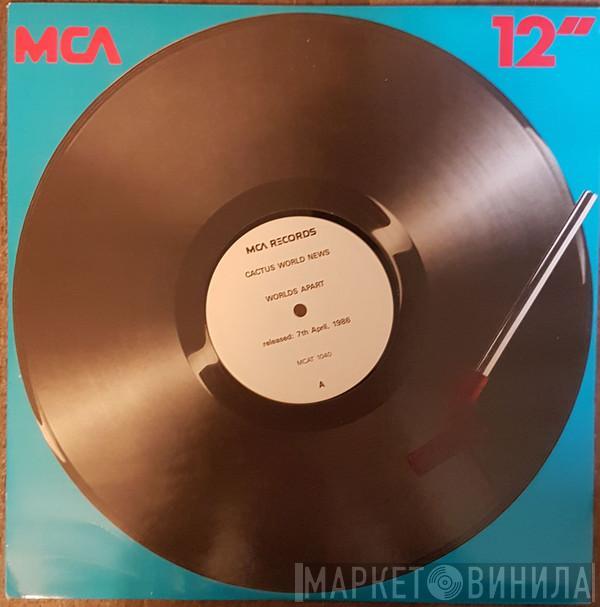 MCA
12"
MCA RECORDS
CACTUS WORLD NEWS
WORLDS APART
released: 7th April, 1986
MCAT 1040
A
МАРКЕТ ВИНИЛА